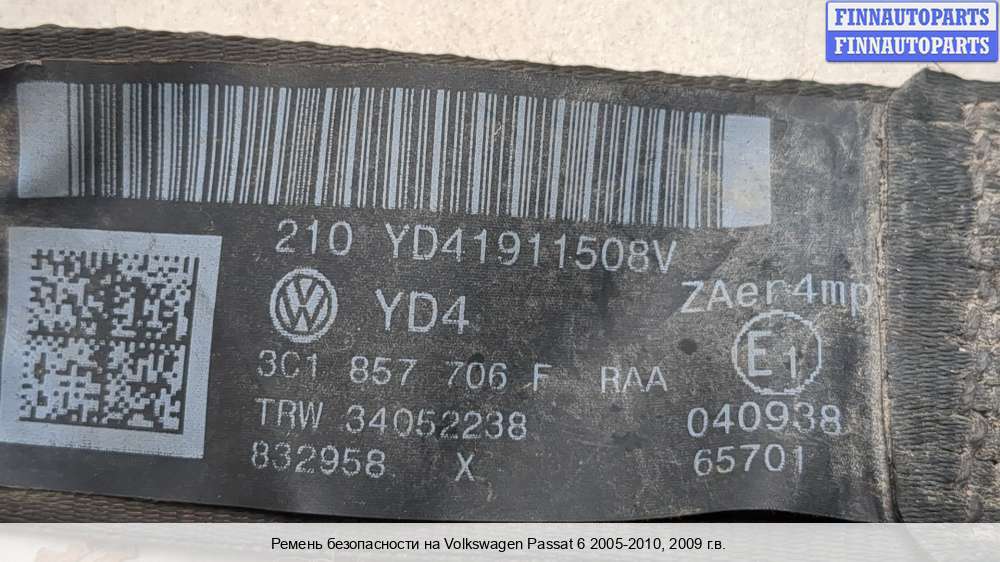 FINNAUTOPARTS
FINNAUTOPARTS
210 YD41911508V
YD4
ZAer4mp
3C1 857 706 F RAA
E1
TRW 34052238
040938
832958 X
65701
Ремень безопасности на Volkswagen Passat 6 2005-2010, 2009 г.в.